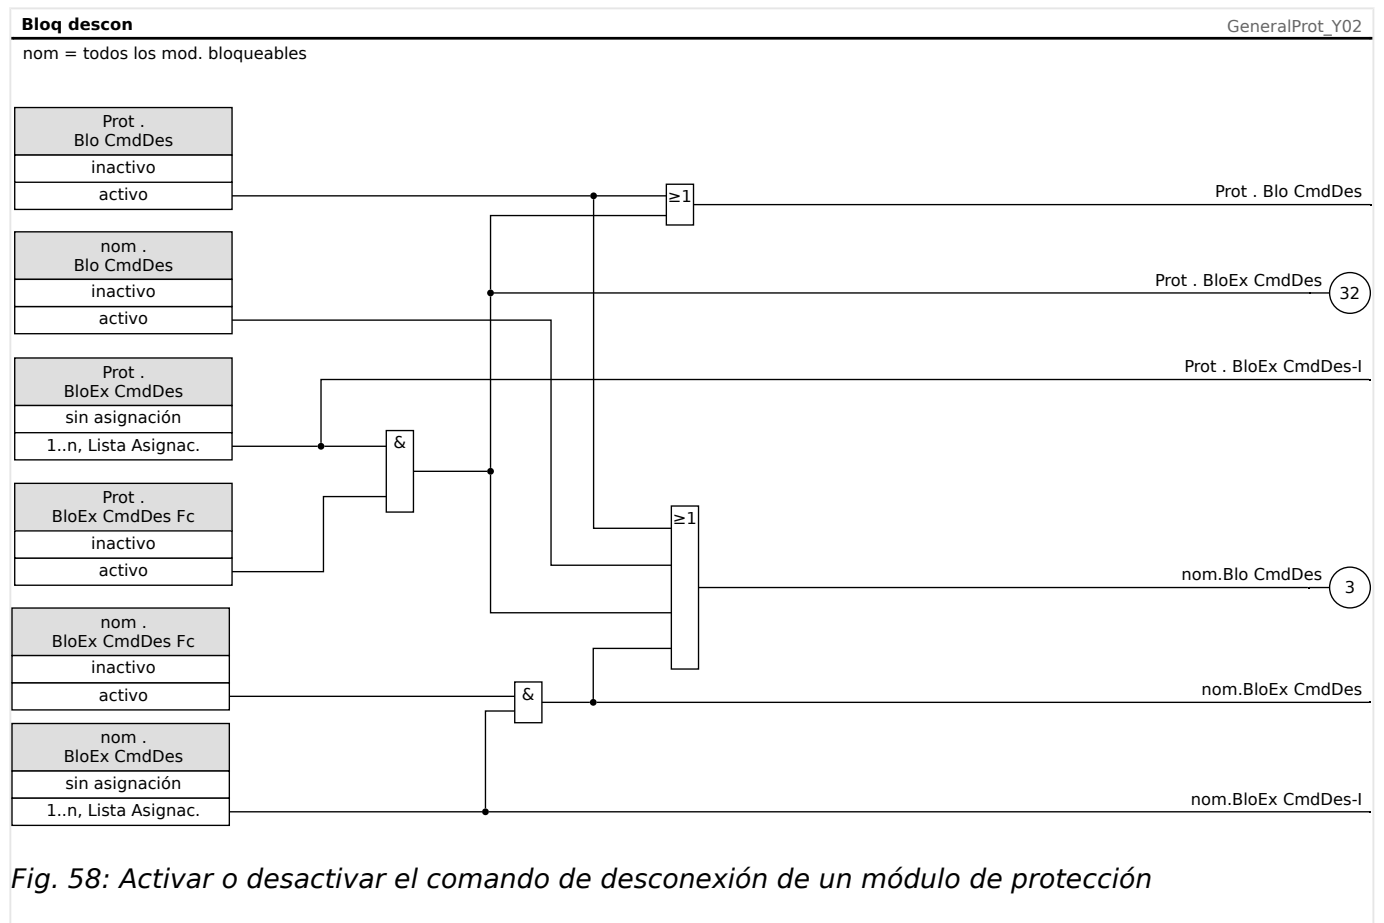 Bloq descon
GeneralProt_Y02
nom = todos los mod. bloqueables
Prot .
Blo CmdDes
inactivo
activo
≥1
Prot . Blo CmdDes
nom .
Blo CmdDes
inactivo
activo
Prot . BloEx CmdDes
32
Prot .
BloEx CmdDes
sin asignación
1..n, Lista Asignac.
Prot . BloEx CmdDes-I
&
Prot .
BloEx CmdDes Fc
inactivo
activo
≥1
nom.Blo CmdDes
3
nom .
BloEx CmdDes Fc
inactivo
activo
&
nom.BloEx CmdDes
nom .
BloEx CmdDes
sin asignación
1..n, Lista Asignac.
nom.BloEx CmdDes-I
Fig. 58: Activar o desactivar el comando de desconexión de un módulo de protección